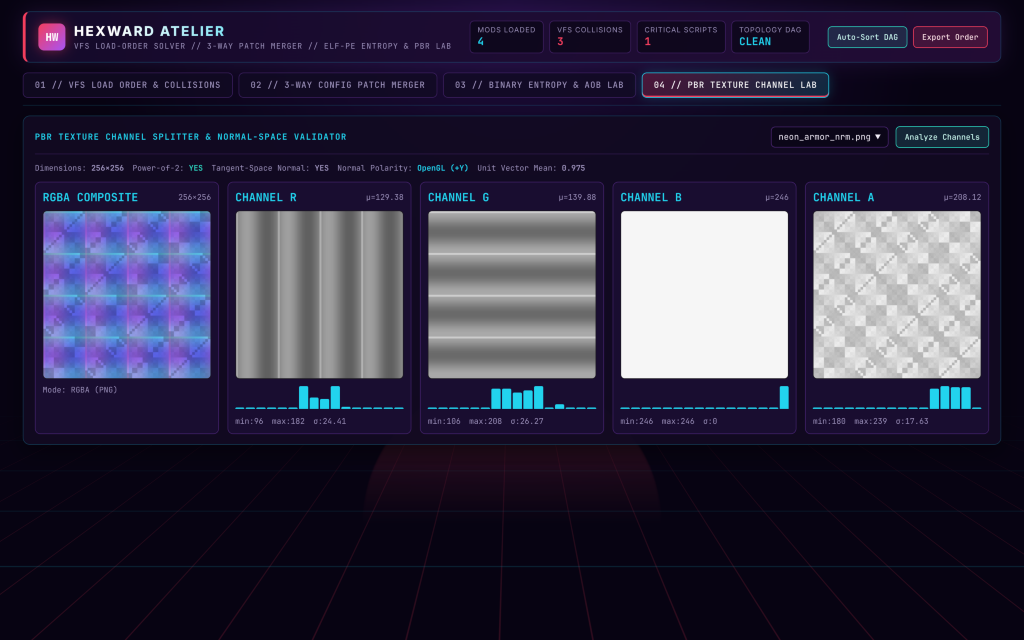 HW
HEXWARD ATELIER
VFS LOAD-ORDER SOLVER // 3-WAY PATCH MERGER // ELF-PE ENTROPY & PBR LAB
MODS LOADED
4
VFS COLLISIONS
3
CRITICAL SCRIPTS
1
TOPOLOGY DAG
CLEAN
Auto-Sort DAG
Export Order
01 // VFS LOAD ORDER & COLLISIONS
02 // 3-WAY CONFIG PATCH MERGER
03 // BINARY ENTROPY & AOB LAB
04 // PBR TEXTURE CHANNEL LAB
PBR TEXTURE CHANNEL SPLITTER & NORMAL-SPACE VALIDATOR
neon_armor_nrm.png ▼
Analyze Channels
Dimensions: 256×256 Power-of-2: YES Tangent-Space Normal: YES Normal Polarity: OpenGL (+Y) Unit Vector Mean: 0.975
RGBA COMPOSITE 256×256
Mode: RGBA (PNG)
CHANNEL R μ=129.38
min:96 max:182 σ:24.41
CHANNEL G μ=139.88
min:106 max:208 σ:26.27
CHANNEL B μ=246
min:246 max:246 σ:0
CHANNEL A μ=208.12
min:180 max:239 σ:17.63